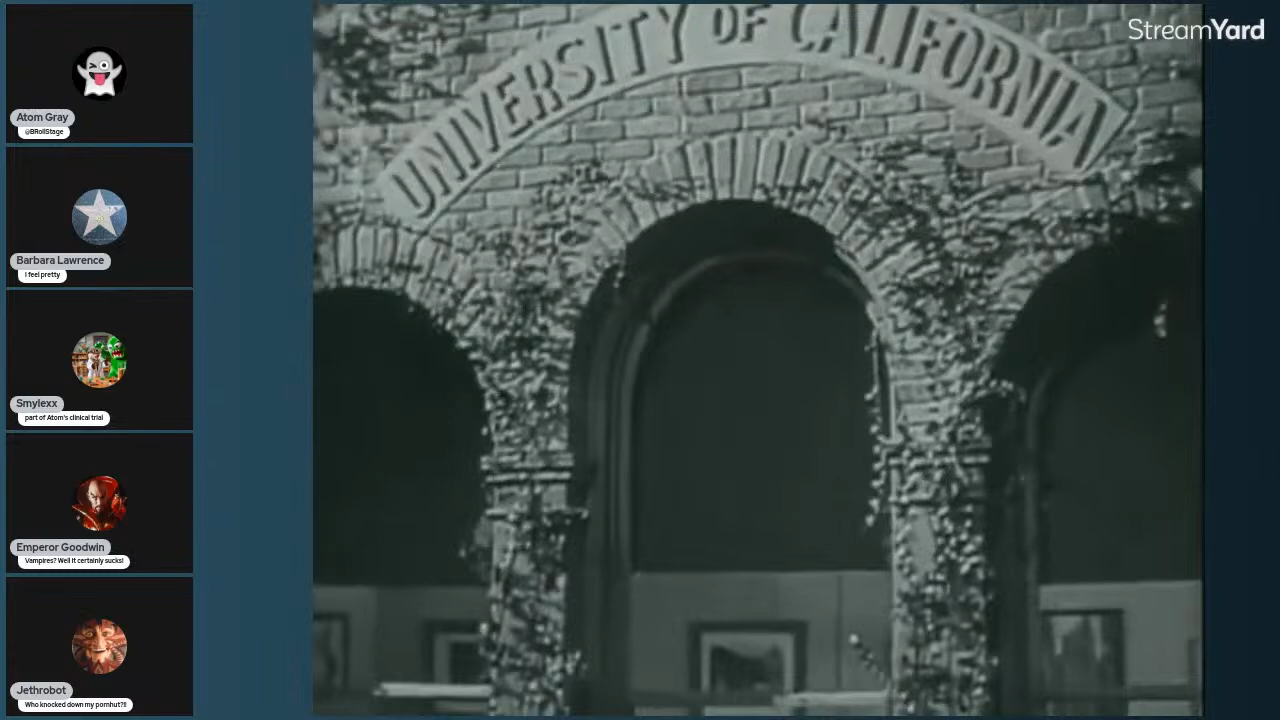 StreamYard
UNIVERSITY OF CALIFORNIA
Atom Gray
@BRollStage
Barbara Lawrence
I feel pretty
Smylexx
part of Atom's clinical trial
Emperor Goodwin
Vampires? Well it certainly sucks!
Jethrobot
Who knocked down my pornhut?!!